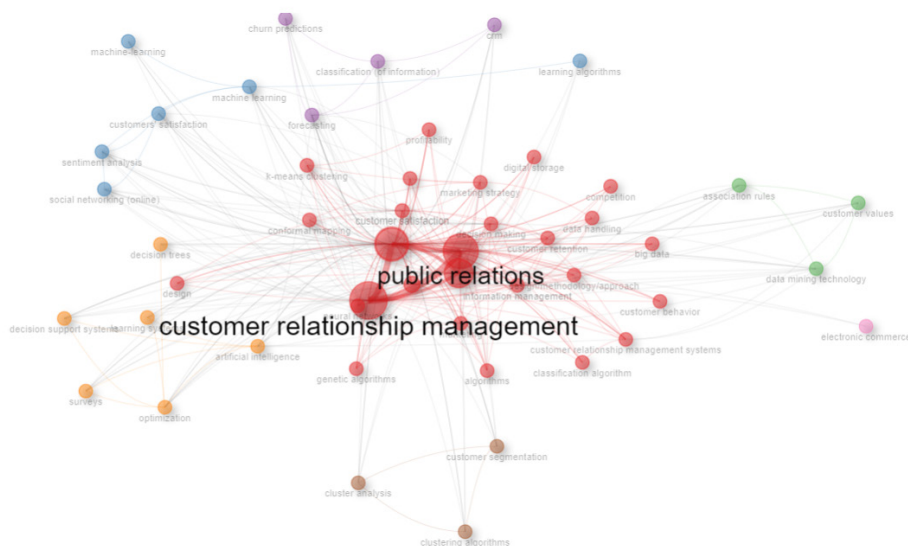 churn predictions
crm
machine-learning
classification (of information)
learning algorithms
machine learning
customers' satisfaction
forecasting
profitability
sentiment analysis
k-means clustering
digital storage
marketing strategy
social networking (online)
competition
association rules
customer values
conformal mapping
customer satisfaction
decision making
data handling
customer retention
decision trees
big data
public relations
data mining technology
design
methodology/approach
information management
customer behavior
decision support systems
learning
customer relationship management
electronic commerce
artificial intelligence
customer relationship management systems
genetic algorithms
algorithms
classification algorithm
surveys
optimization
customer segmentation
cluster analysis
clustering algorithms